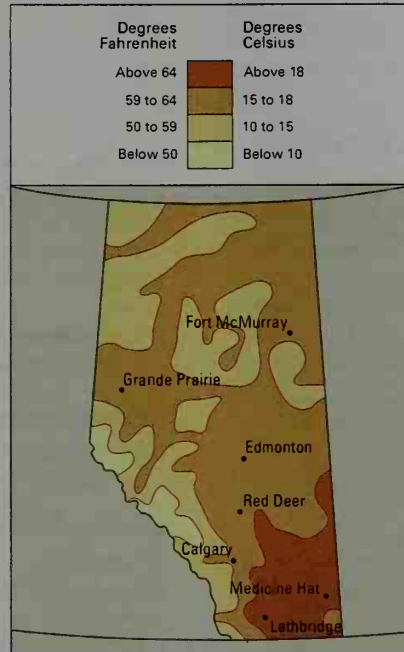 Degrees Fahrenheit
Degrees Celsius
Above 64
Above 18
59 to 64
15 to 18
50 to 59
10 to 15
Below 50
Below 10
Fort McMurray
Grande Prairie
Edmonton
Red Deer
Calgary
Medicine Hat
Lethbridge